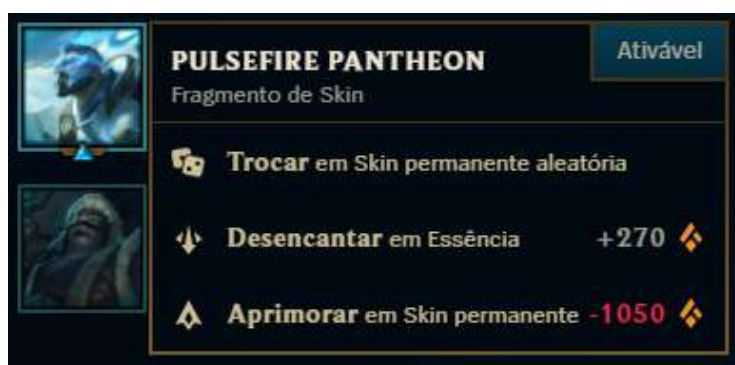 PULSEFIRE PANTHEON
Ativável
Fragmento de Skin
Trocar em Skin permanente aleatória
Desencantar em Essência +270
Aprimorar em Skin permanente -1050